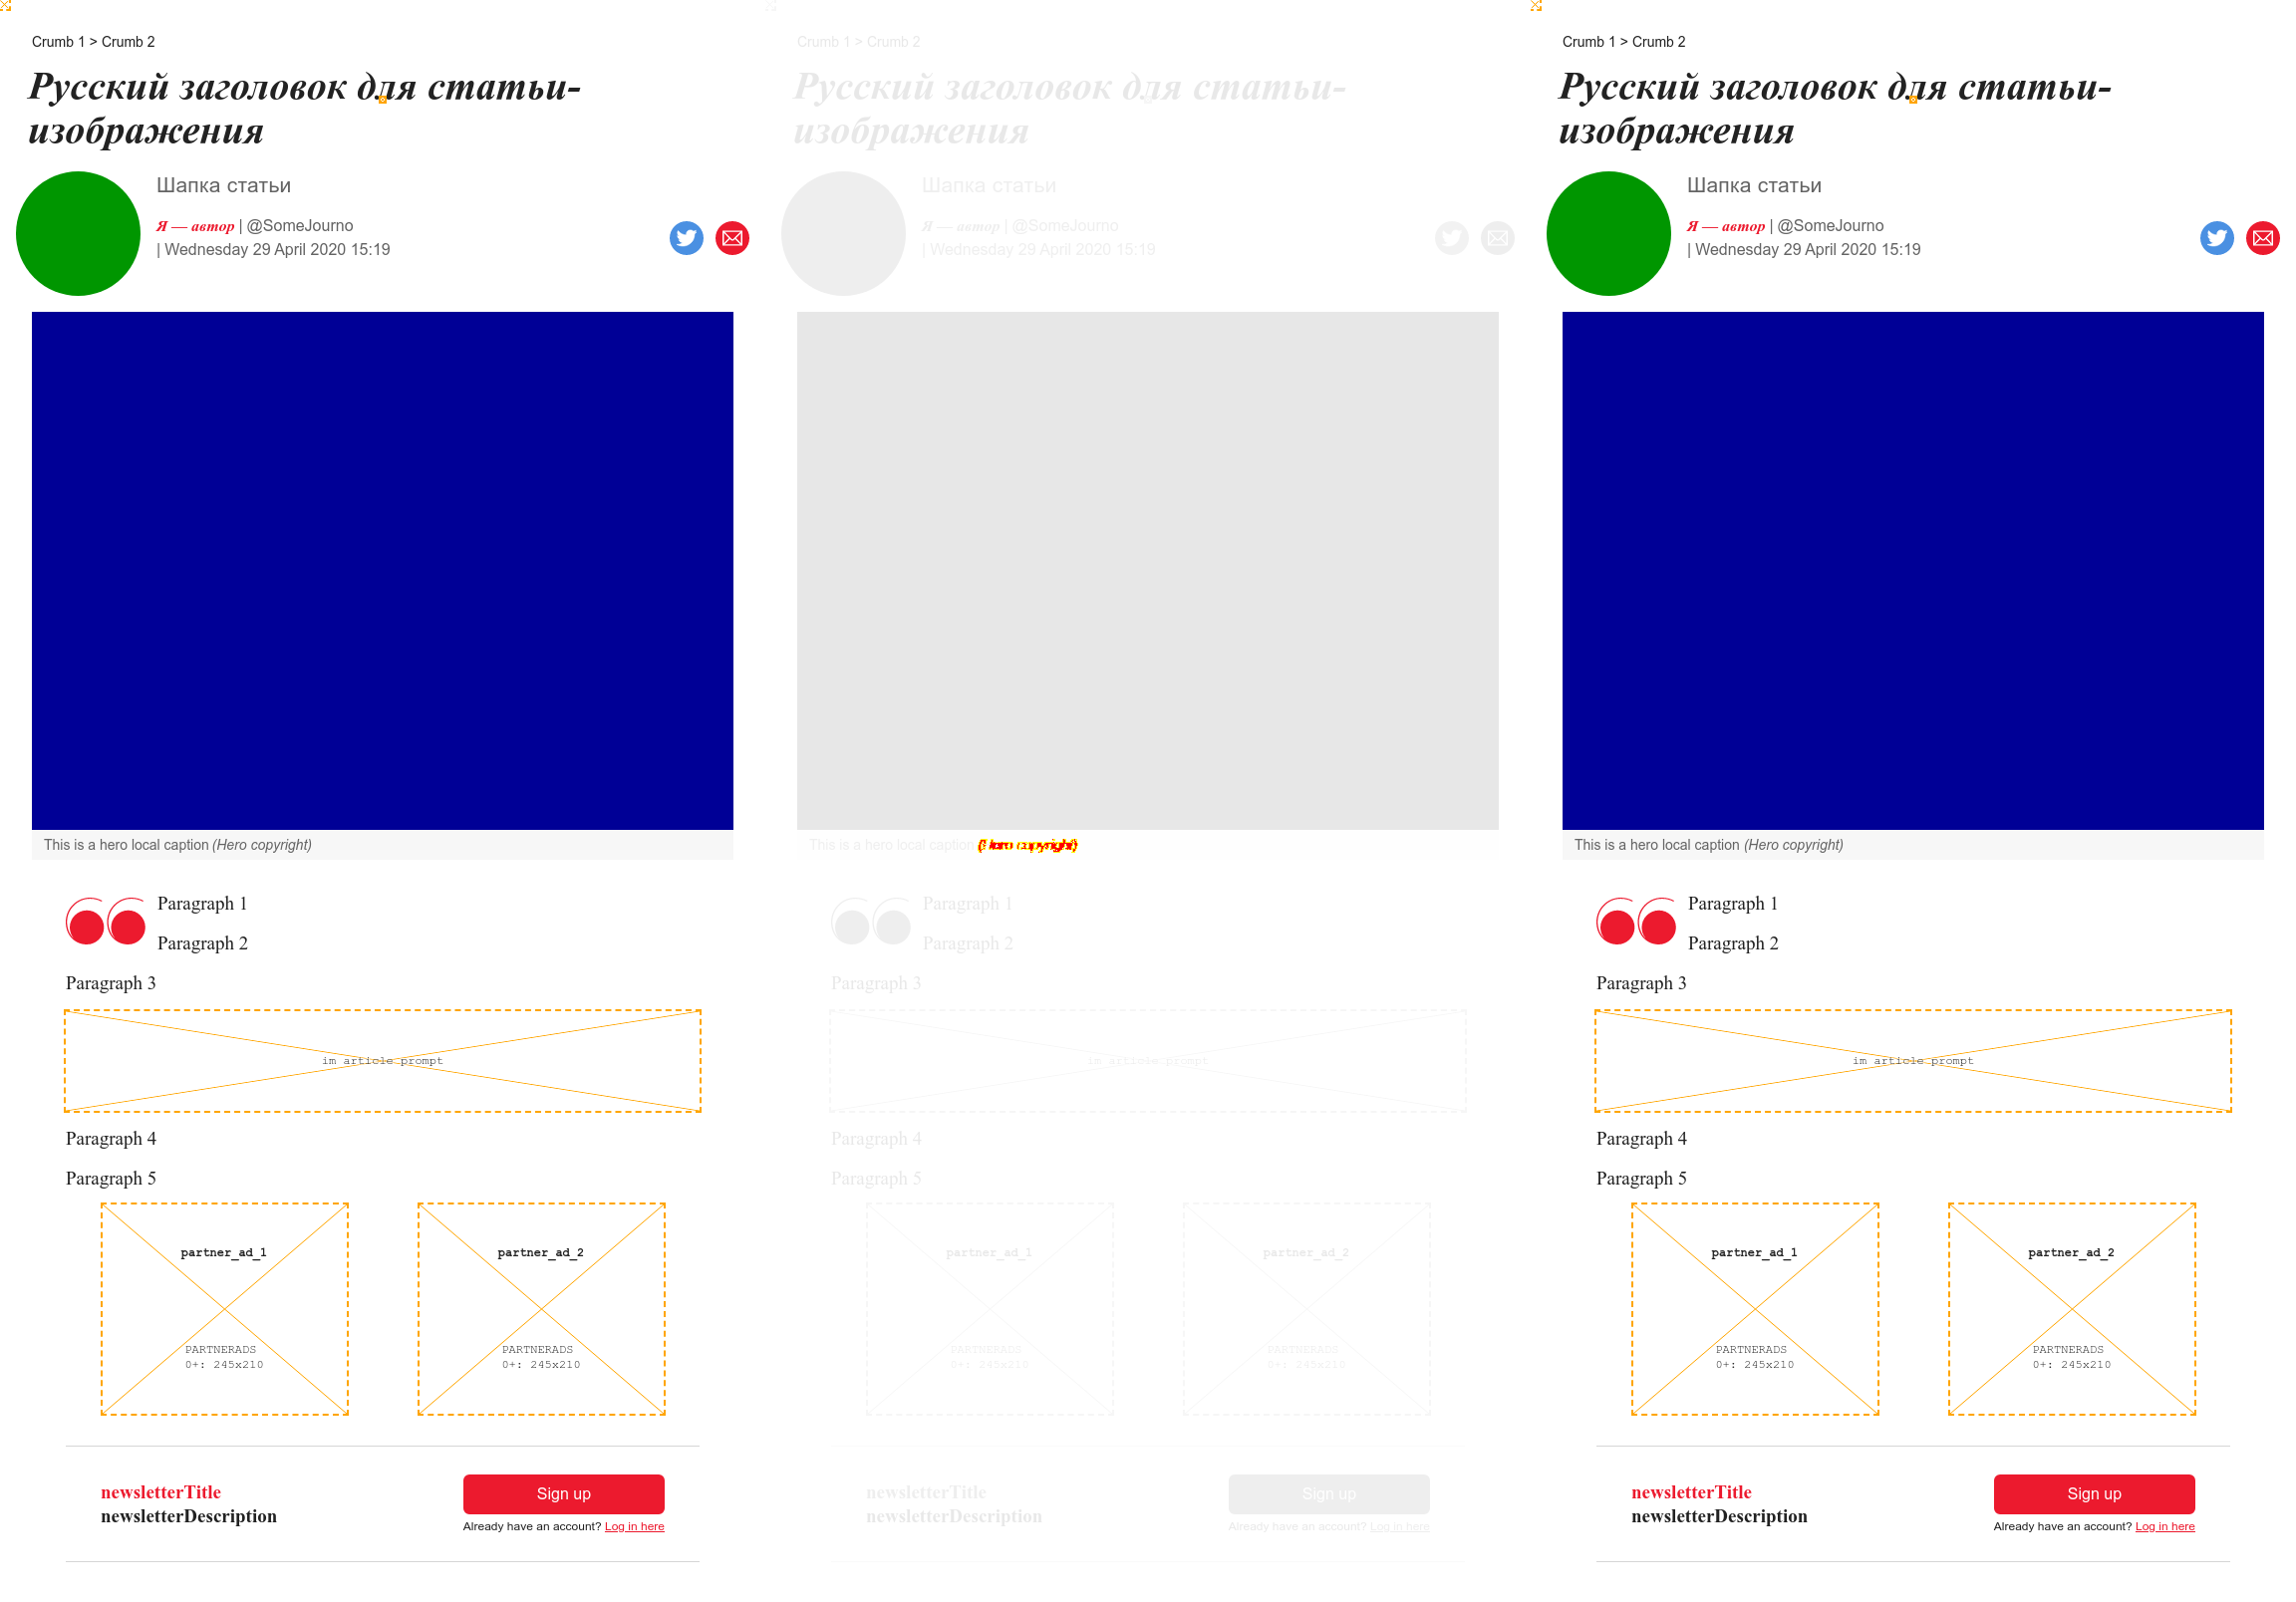 Crumb 1 > Crumb 2
Русский заголовок для статьи-
изображения
Шапка статьи
Я — автор | @SomeJourno
| Wednesday 29 April 2020 15:19
This is a hero local caption (Hero copyright)
Paragraph 1
Paragraph 2
Paragraph 3
im article prompt
Paragraph 4
Paragraph 5
partner_ad_1
PARTNERADS
0+: 245x210
partner_ad_2
PARTNERADS
0+: 245x210
newsletterTitle
newsletterDescription
Sign up
Already have an account? Log in here
Crumb 1 > Crumb 2
Русский заголовок для статьи-
изображения
Шапка статьи
Я — автор | @SomeJourno
| Wednesday 29 April 2020 15:19
This is a hero local caption
Paragraph 1
Paragraph 2
Paragraph 3
im article prompt
Paragraph 4
Paragraph 5
partner_ad_1
PARTNERADS
0+: 245x210
partner_ad_2
PARTNERADS
0+: 245x210
newsletterTitle
newsletterDescription
Sign up
Already have an account? Log in here
Crumb 1 > Crumb 2
Русский заголовок для статьи-
изображения
Шапка статьи
Я — автор | @SomeJourno
| Wednesday 29 April 2020 15:19
This is a hero local caption (Hero copyright)
Paragraph 1
Paragraph 2
Paragraph 3
im article prompt
Paragraph 4
Paragraph 5
partner_ad_1
PARTNERADS
0+: 245x210
partner_ad_2
PARTNERADS
0+: 245x210
newsletterTitle
newsletterDescription
Sign up
Already have an account? Log in here